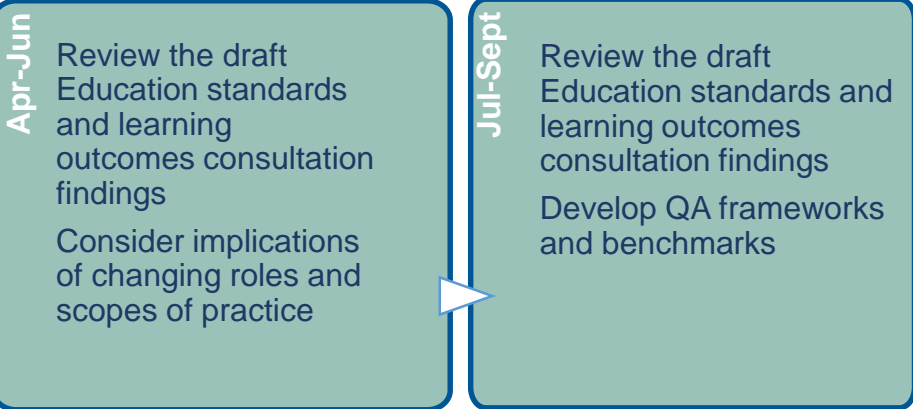 Apr-Jun
Review the draft
Education standards
and learning
outcomes consultation
findings
Consider implications
of changing roles and
scopes of practice
Jul-Sept
Review the draft
Education standards and
learning outcomes
consultation findings
Develop QA frameworks
and benchmarks